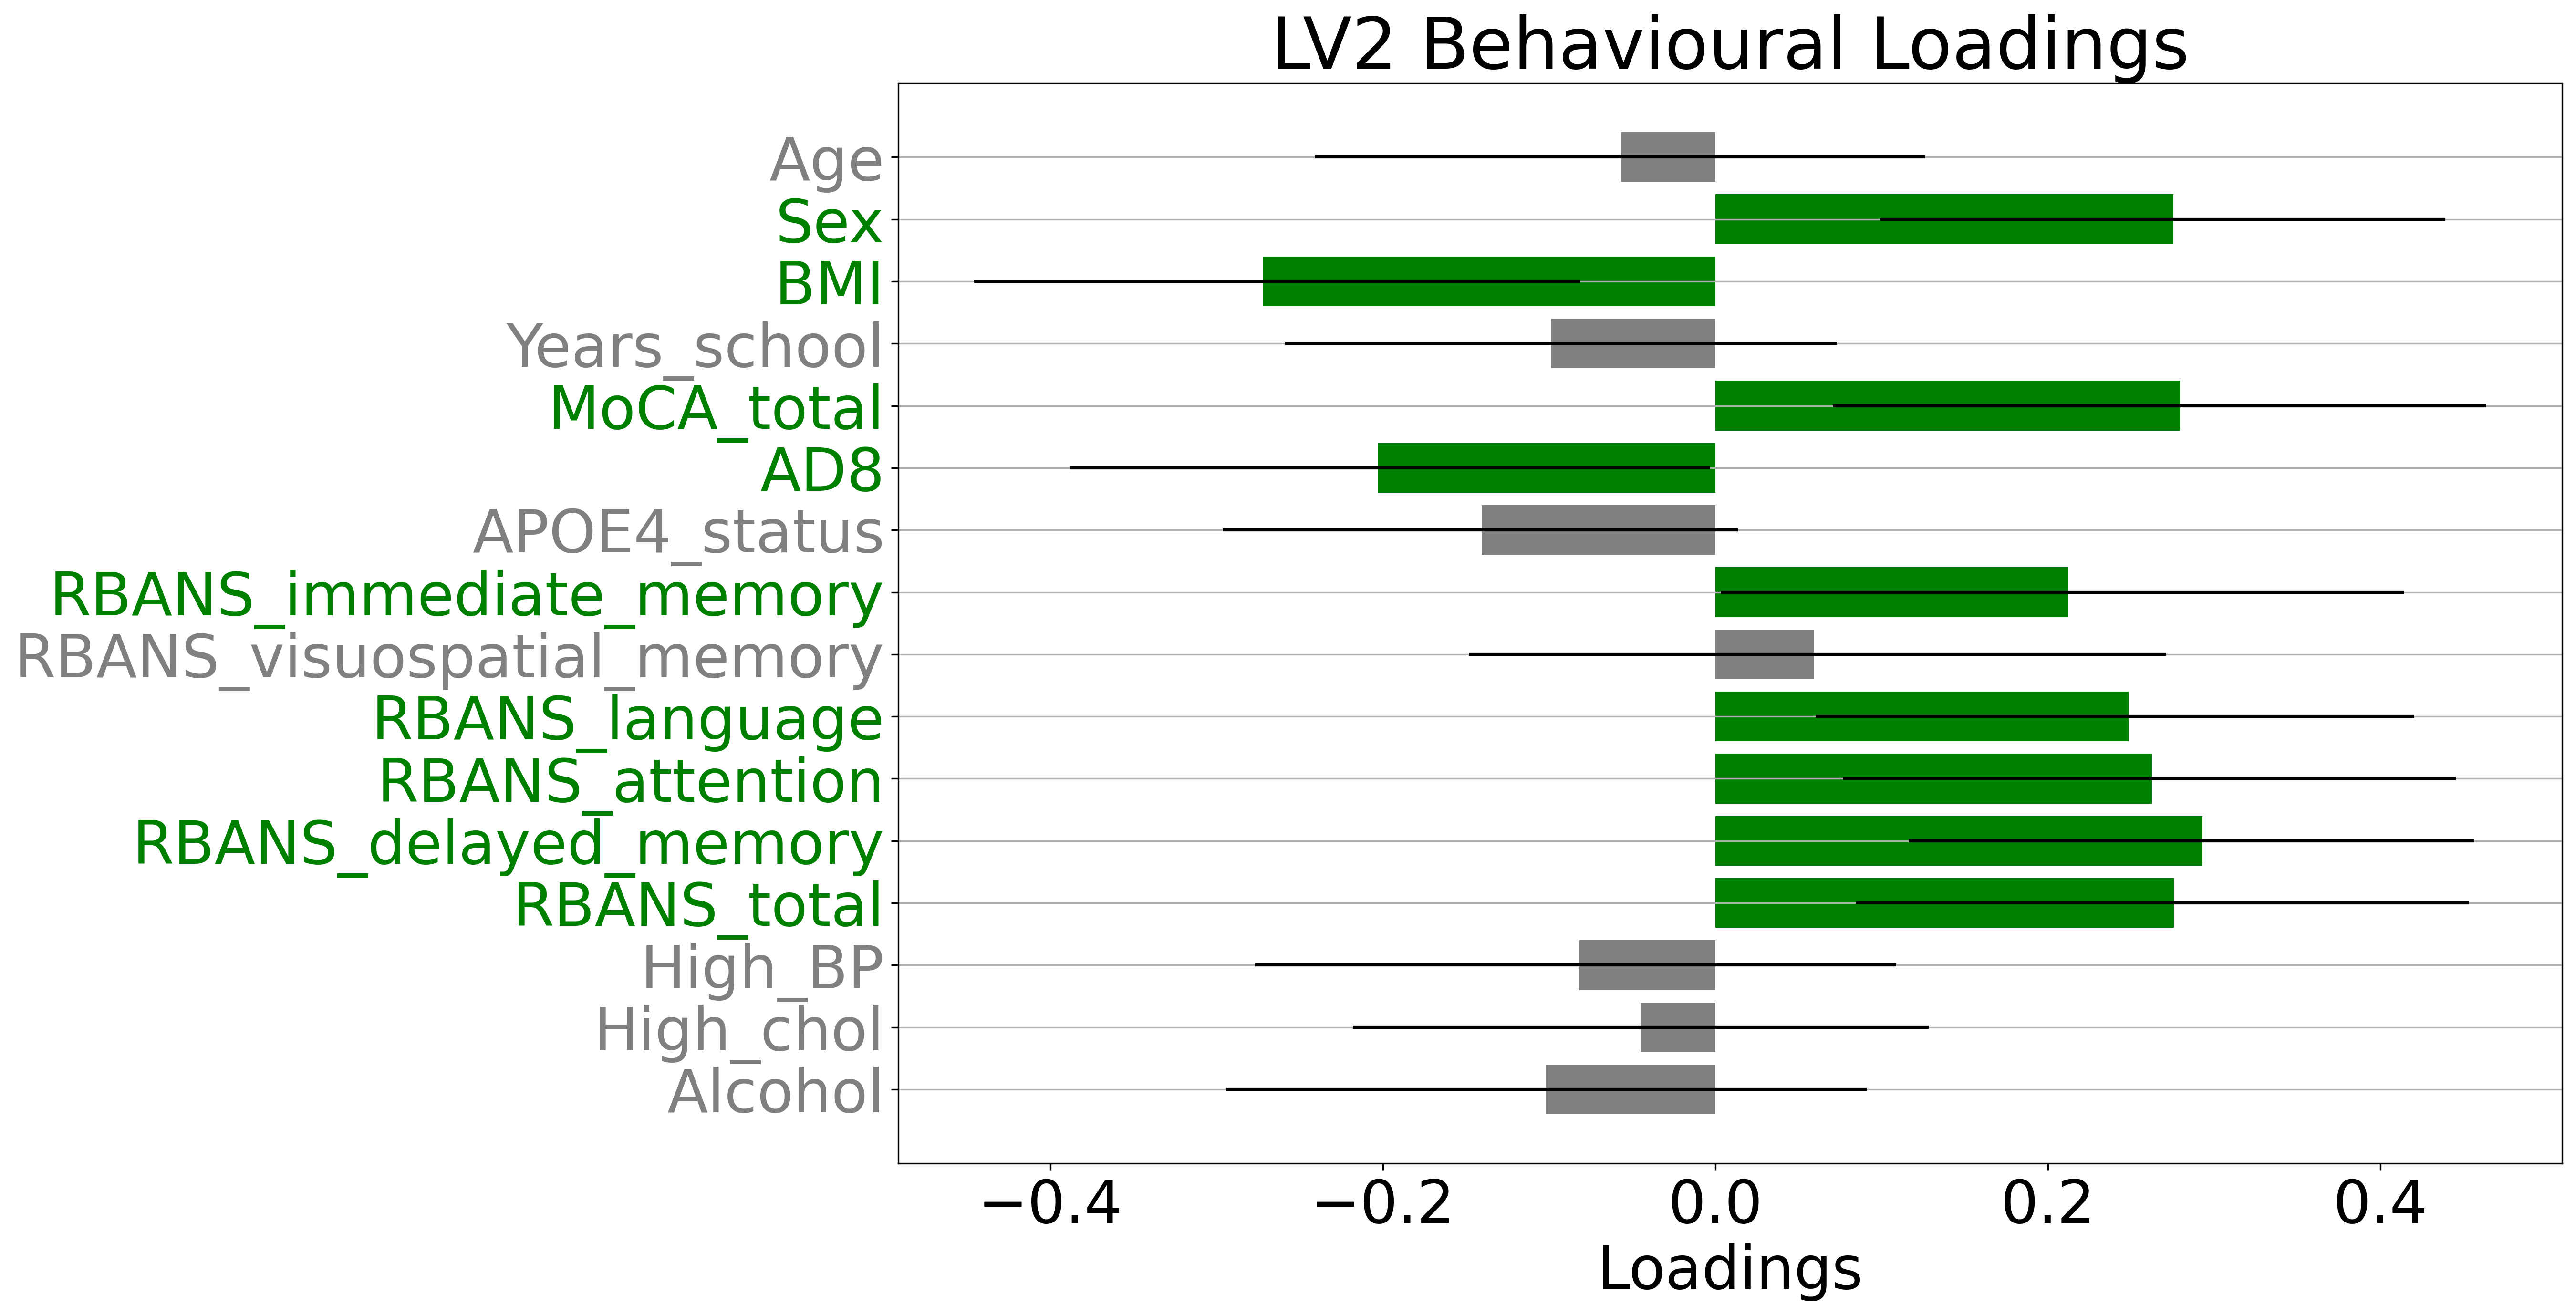 LV2 Behavioural Loadings
Age
Sex
BMI
Years_school
MoCA_total
AD8
APOE4_status
RBANS_immediate_memory
RBANS_visuospatial_memory
RBANS_language
RBANS_attention
RBANS_delayed_memory
RBANS_total
High_BP
High_chol
Alcohol
−0.4 −0.2 0.0 0.2 0.4
Loadings